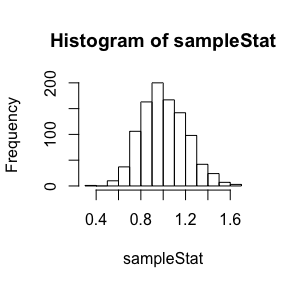 Histogram of sampleStat
Frequency
0 100 200
0.4 0.8 1.2 1.6
sampleStat